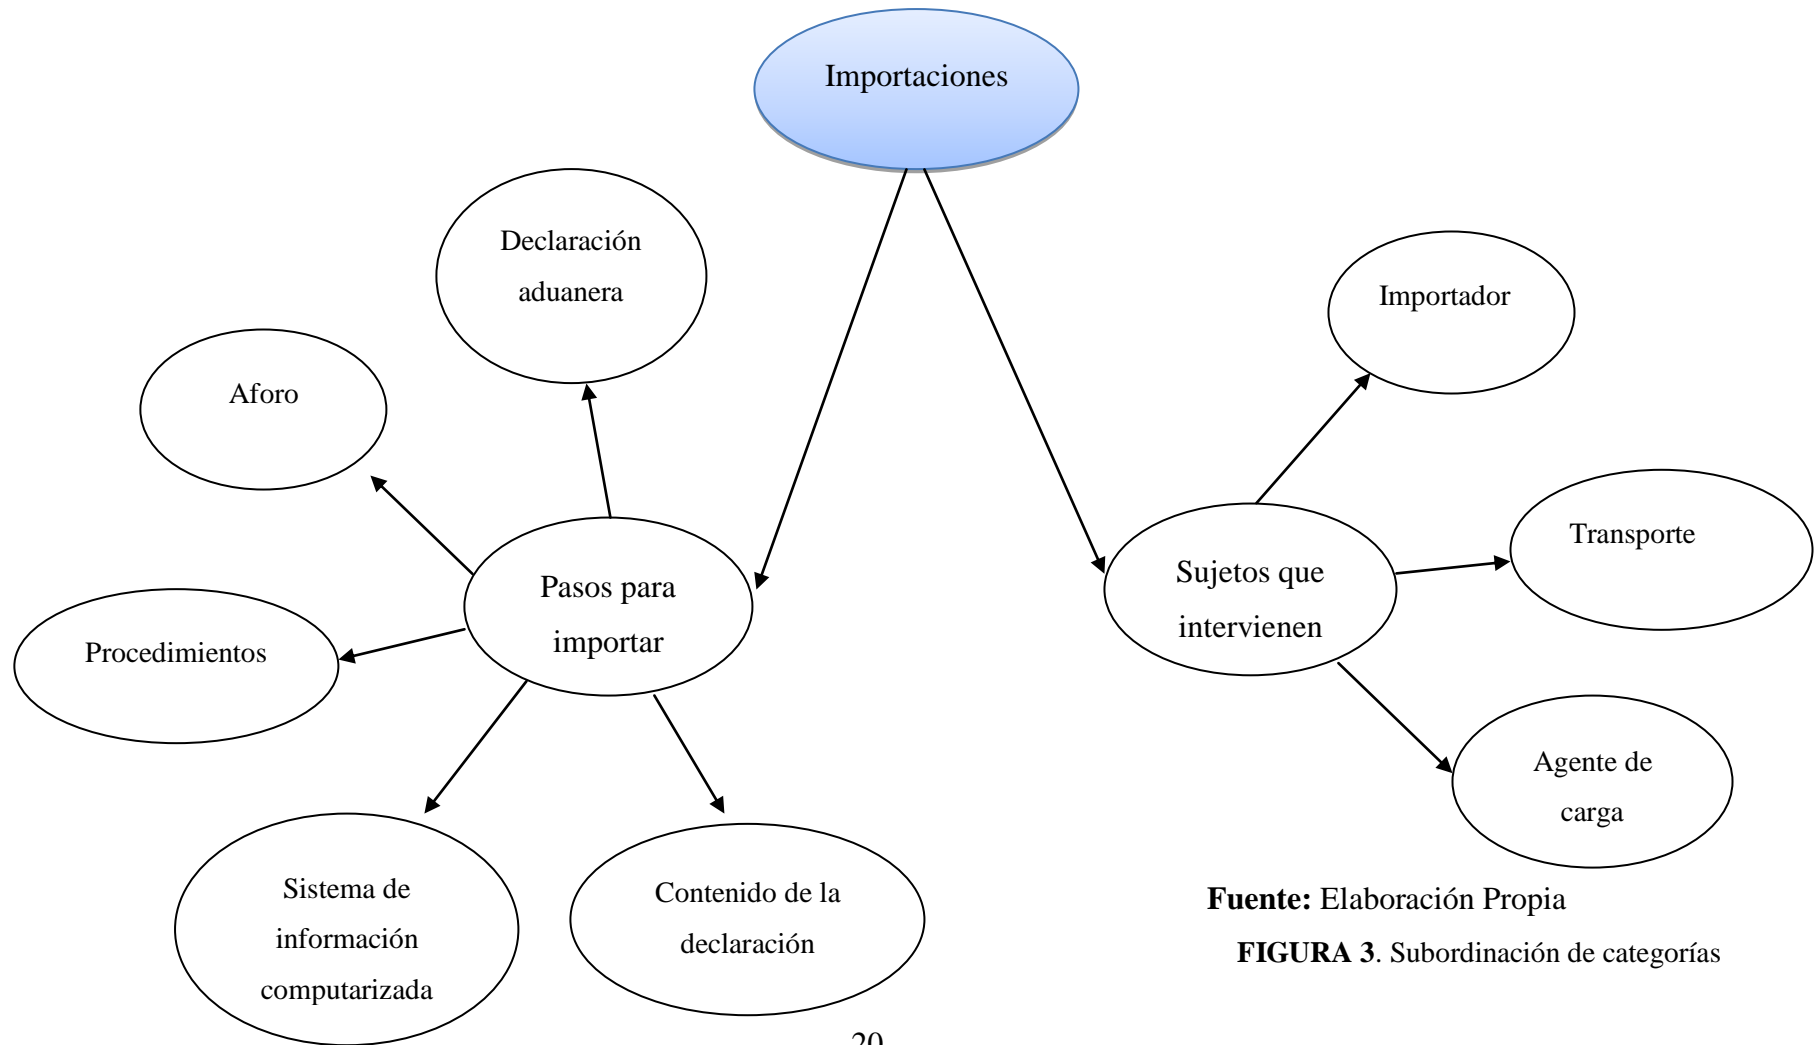 Importaciones
Declaración
aduanera
Aforo
Procedimientos
Pasos para
importar
Sistema de
información
computarizada
Contenido de la
declaración
Importador
Sujetos que
intervienen
Transporte
Agente de
carga
Fuente: Elaboración Propia
FIGURA 3. Subordinación de categorías
20